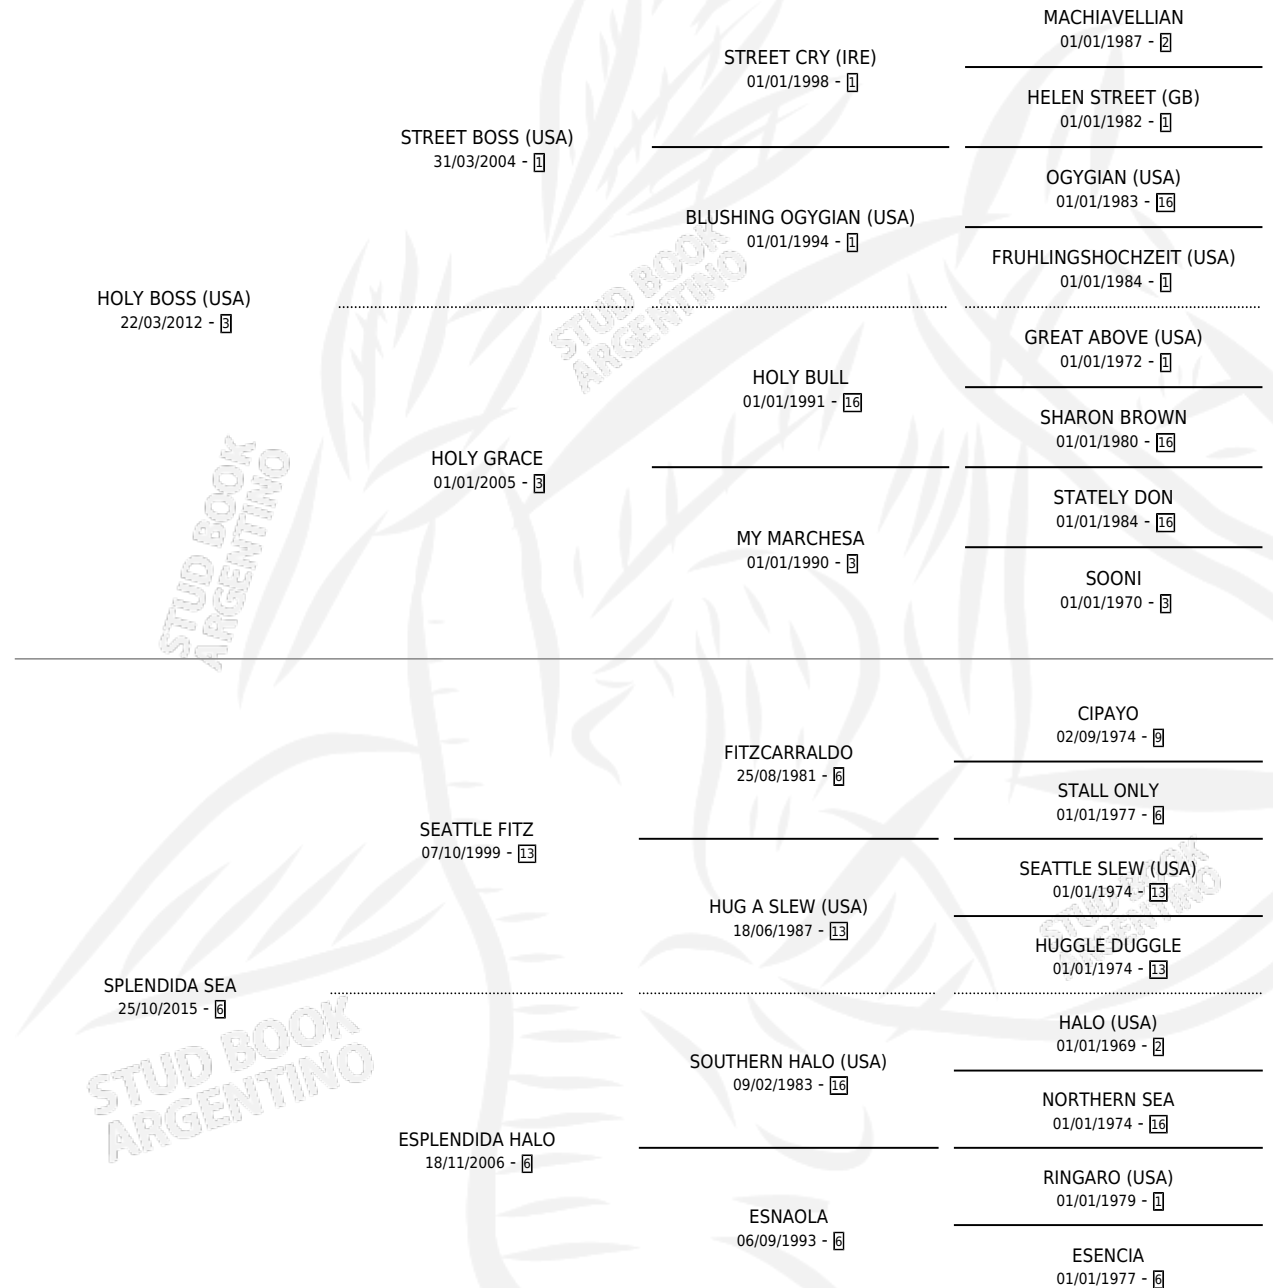 MACHIAVELLIAN
01/01/1987 - 2
STREET CRY (IRE)
01/01/1998 - 1
HELEN STREET (GB)
01/01/1982 - 1
STREET BOSS (USA)
31/03/2004 - 1
OGYGIAN (USA)
01/01/1983 - 16
BLUSHING OGYGIAN (USA)
01/01/1994 - 1
FRUHLINGSHOCHZEIT (USA)
01/01/1984 - 1
HOLY BOSS (USA)
22/03/2012 - 3
GREAT ABOVE (USA)
01/01/1972 - 1
HOLY BULL
01/01/1991 - 16
SHARON BROWN
01/01/1980 - 16
HOLY GRACE
01/01/2005 - 3
STATELY DON
01/01/1984 - 16
MY MARCHESA
01/01/1990 - 3
SOONI
01/01/1970 - 3
CIPAYO
02/09/1974 - 9
FITZCARRALDO
25/08/1981 - 6
STALL ONLY
01/01/1977 - 6
SEATTLE FITZ
07/10/1999 - 13
SEATTLE SLEW (USA)
01/01/1974 - 13
HUG A SLEW (USA)
18/06/1987 - 13
HUGGLE DUGGLE
01/01/1974 - 13
SPLENDIDA SEA
25/10/2015 - 6
HALO (USA)
01/01/1969 - 2
SOUTHERN HALO (USA)
09/02/1983 - 16
NORTHERN SEA
01/01/1974 - 16
ESPLENDIDA HALO
18/11/2006 - 6
RINGARO (USA)
01/01/1979 - 1
ESNAOLA
06/09/1993 - 6
ESENCIA
01/01/1977 - 6
STUD BOOK
ARGENTINO
STUD BOOK
ARGENTINO
STUD BOOK
ARGENTINO
STUD BOOK
ARGENTINO